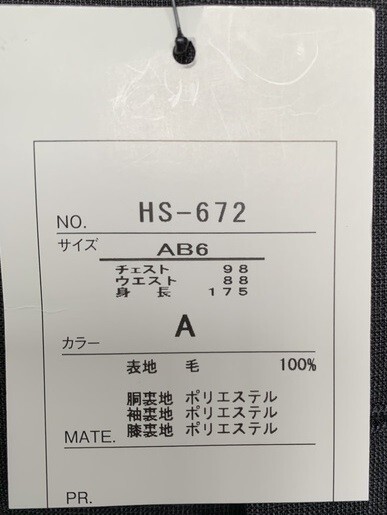 NO. HS-672
サイズ AB6
チェスト 98
ウエスト 88
身長 175
カラー A
表地 毛 100%
胴裏地 ポリエステル
袖裏地 ポリエステル
MATE. 膝裏地 ポリエステル
PR.